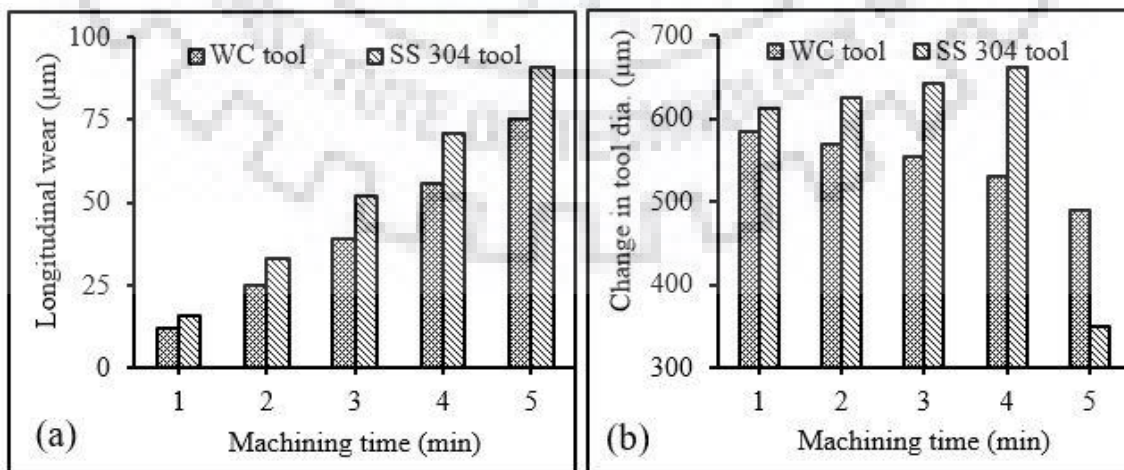 100
75
50
25
0
Longitudinal wear (μm)
WC tool SS 304 tool
1 2 3 4 5
(a)
Machining time (min)
700
600
500
400
300
Change in tool dia. (μm)
WC tool SS 304 tool
1 2 3 4 5
(b)
Machining time (min)